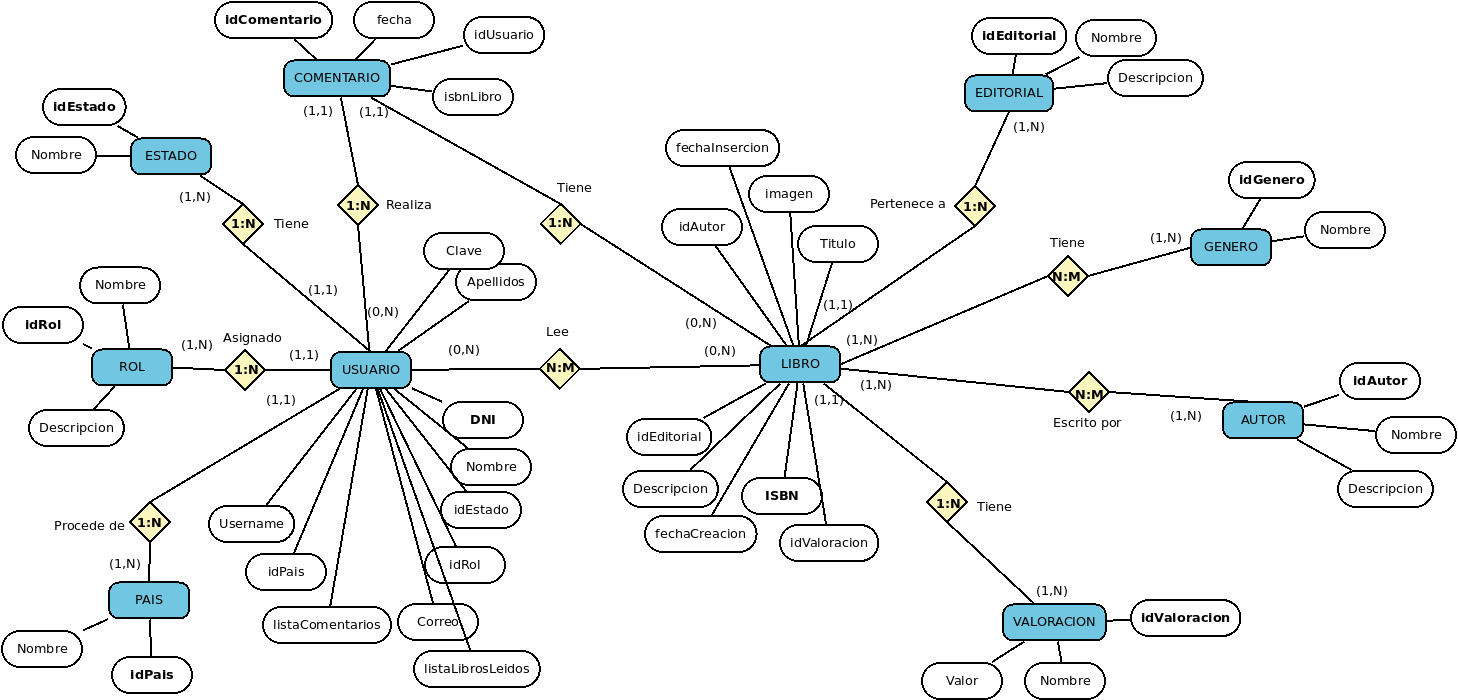 idComentario
fecha
idUsuario
COMENTARIO
isbnLibro
(1,1)
(1,1)
idEstado
Nombre
ESTADO
(1,N)
1:N
Tiene
1:N
Realiza
Tiene
1:N
Clave
Apellidos
(1,1)
(0,N)
idRol
Nombre
ROL
Descripcion
(1,N)
Asignado
1:N
(1,1)
USUARIO
(0,N)
Lee
N:M
(0,N)
(0,N)
(1,1)
Procede de
1:N
(1,N)
PAIS
Nombre
idPais
Username
idPais
listaComentarios
DNI
Nombre
idEstado
idRol
Correo
listaLibrosLeidos
fechaInsercion
imagen
idAutor
Titulo
LIBRO
(1,1)
(1,N)
(1,N)
(1,1)
idEditorial
Descripcion
fechaCreacion
ISBN
idValoracion
idEditorial
Nombre
EDITORIAL
Descripcion
(1,N)
Pertenece a
1:N
idGenero
Nombre
GENERO
(1,N)
Tiene
N:M
idAutor
AUTOR
Nombre
Descripcion
(1,N)
N:M
Escrito por
1:N
Tiene
(1,N)
VALORACION
idValoracion
Valor
Nombre